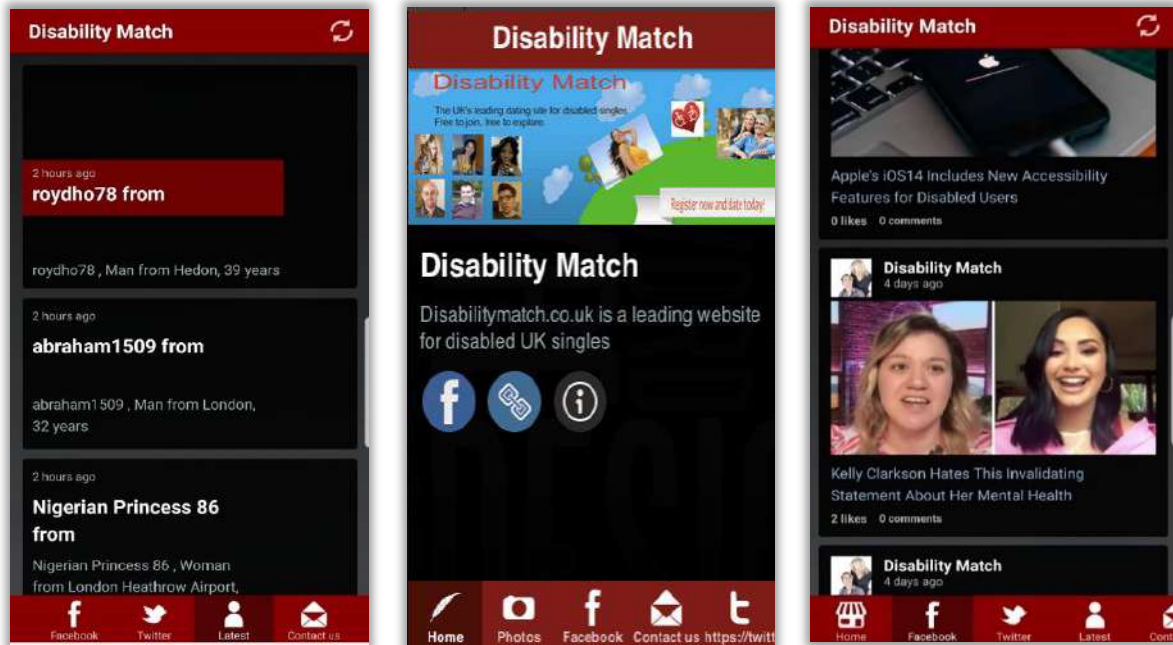 Disability Match
2 hours ago
roydho78 from
roydho78 , Man from Hedon, 39 years
2 hours ago
abraham1509 from
abraham1509 , Man from London,
32 years
2 hours ago
Nigerian Princess 86
from
Nigerian Princess 86 , Woman
from London Heathrow Airport,
Facebook
Twitter
Latest
Contact us
Disability Match
Disability Match
The UK's leading dating site for disabled singles.
Free to join, free to explore.
Register now and date today!
Disability Match
Disabilitymatch.co.uk is a leading website
for disabled UK singles
Home
Photos
Facebook
Contact us
https://twitt
Disability Match
Apple's iOS14 Includes New Accessibility
Features for Disabled Users
0 likes 0 comments
Disability Match
4 days ago
Kelly Clarkson Hates This Invalidating
Statement About Her Mental Health
2 likes 0 comments
Disability Match
4 days ago
Home
Facebook
Twitter
Latest
Cont